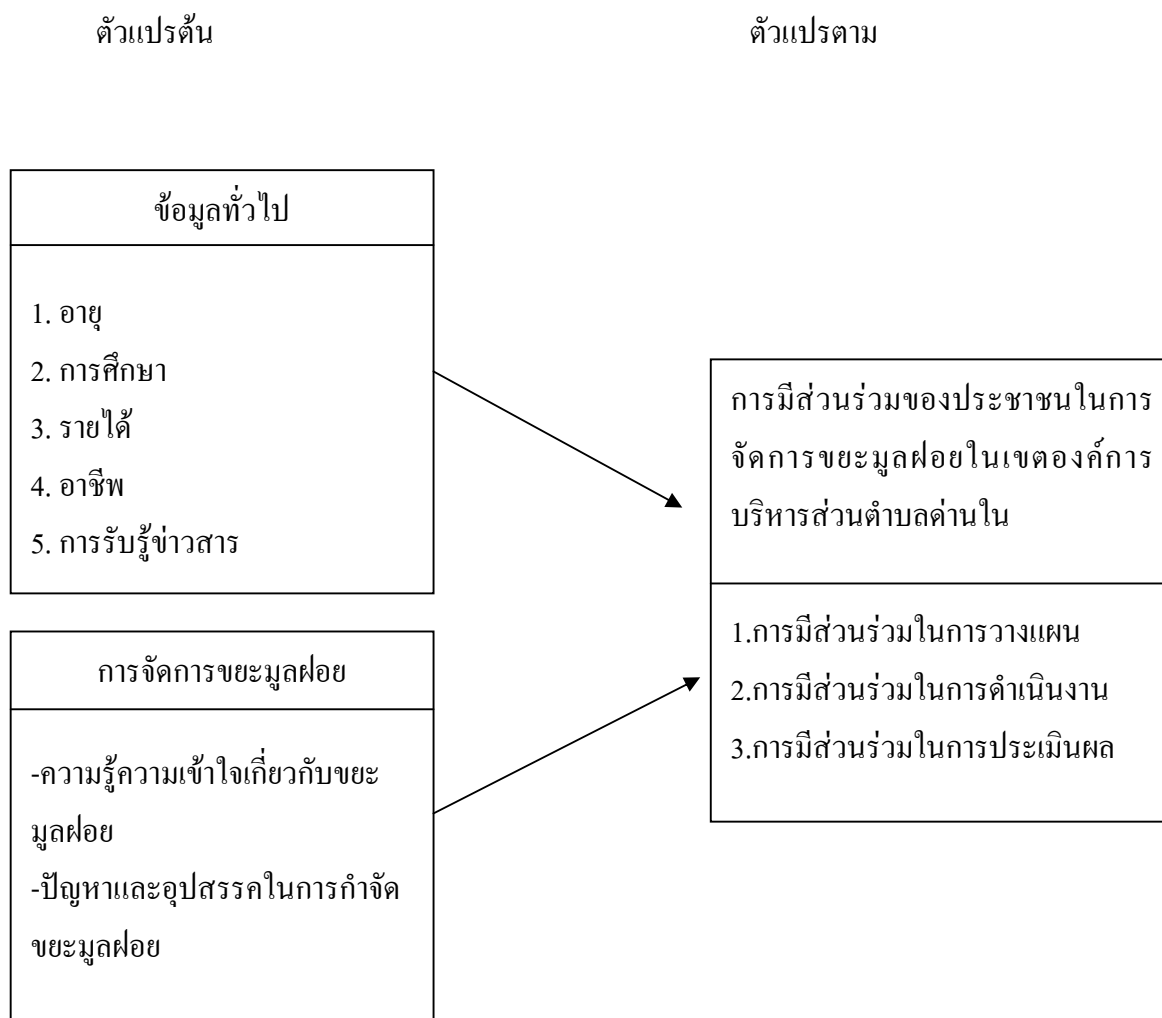 ตัวแปรต้น
ตัวแปรตาม
ข้อมูลทั่วไป
1. อายุ
2. การศึกษา
3. รายได้
4. อาชีพ
5. การรับรู้ข่าวสาร
การจัดการขยะมูลฝอย
-ความรู้ความเข้าใจเกี่ยวกับขยะ
มูลฝอย
-ปัญหาและอุปสรรคในการกำจัด
ขยะมูลฝอย
การมีส่วนร่วมของประชาชนในการ
จัดการขยะมูลฝอยในเขตองค์การ
บริหารส่วนตำบลด่านใน
1.การมีส่วนร่วมในการวางแผน
2.การมีส่วนร่วมในการดำเนินงาน
3.การมีส่วนร่วมในการประเมินผล